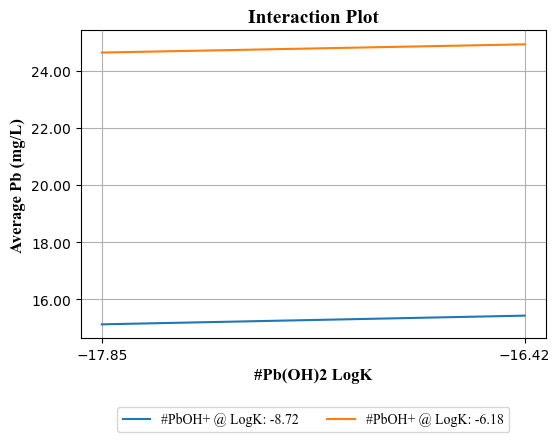 Interaction Plot
Average Pb (mg/L)
24.00
22.00
20.00
18.00
16.00
−17.85
−16.42
#Pb(OH)2 LogK
#PbOH+ @ LogK: -8.72
#PbOH+ @ LogK: -6.18